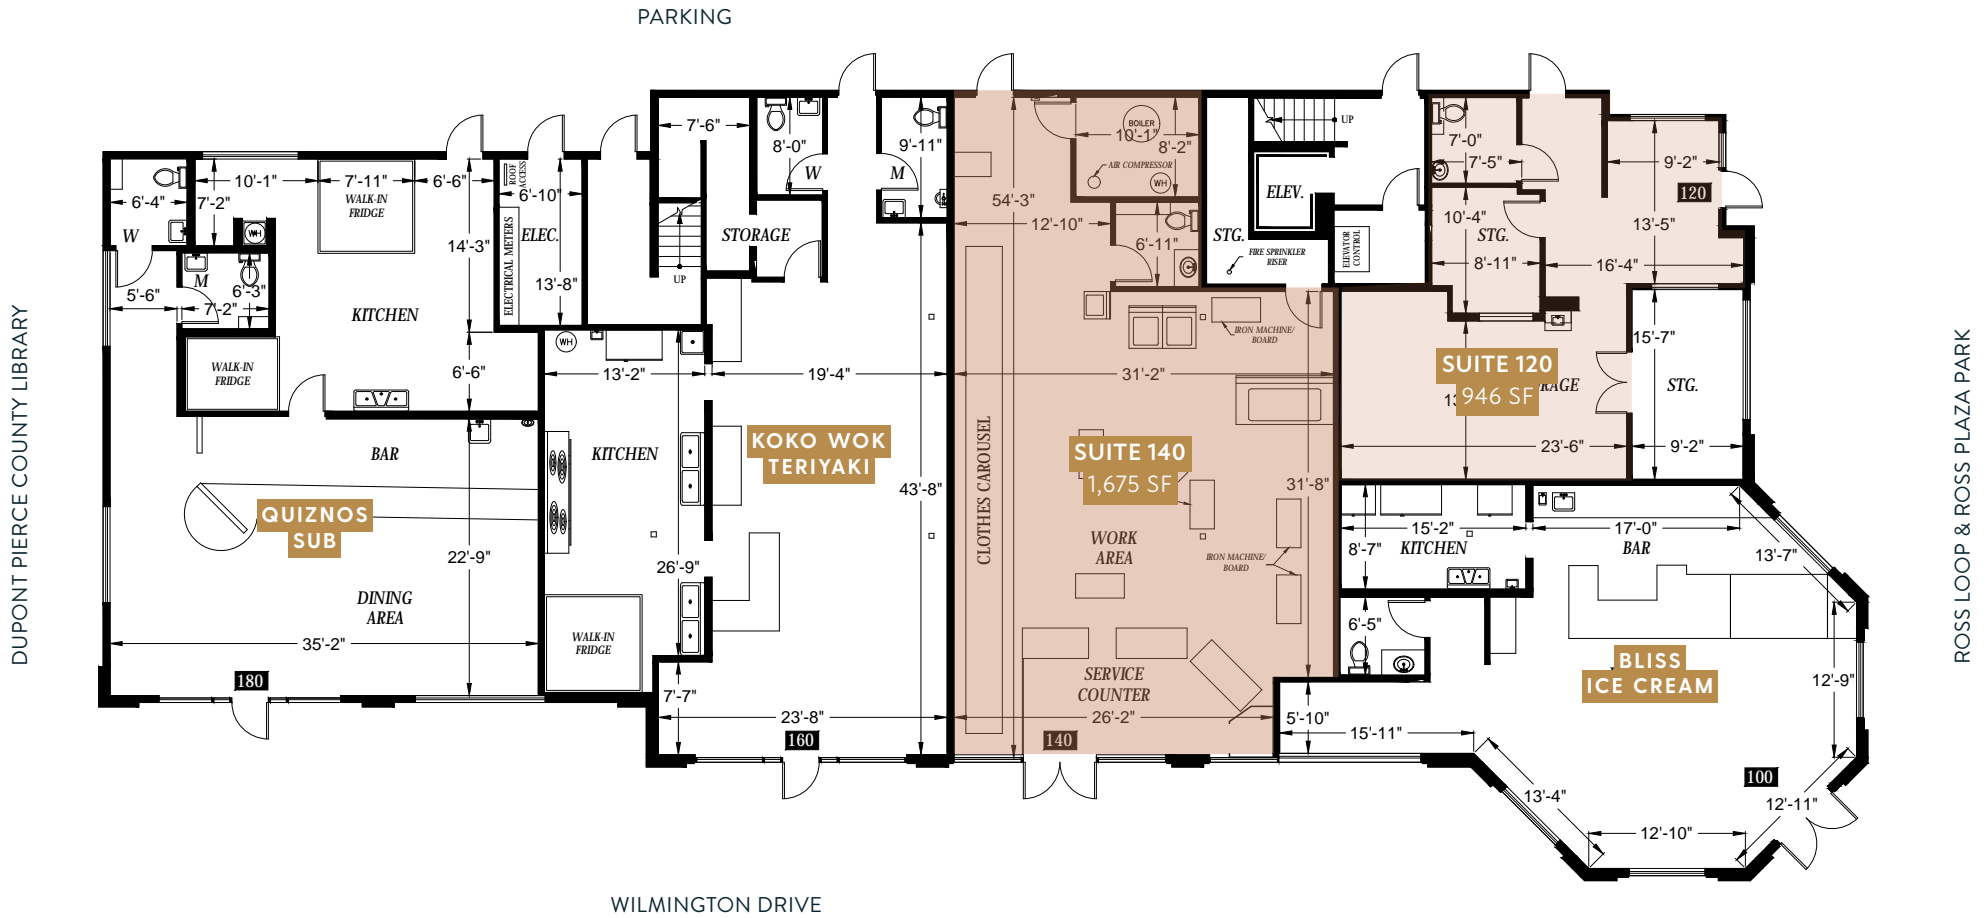 PARKING
DUPONT PIERCE COUNTY LIBRARY
ROSS LOOP & ROSS PLAZA PARK
WILMINGTON DRIVE
6'-4"
W
10'-1"
7'-2"
WH
7'-11"
WALK-IN
FRIDGE
6'-6"
14'-3"
ROOF
ACCESS
6'-10"
ELEC.
ELECTRICAL METERS
13'-8"
5'-6"
M
6'-3"
7'-2"
KITCHEN
WALK-IN
FRIDGE
6'-6"
BAR
QUIZNOS
SUB
22'-9"
DINING
AREA
35'-2"
180
7'-6"
8'-0"
W
9'-11"
M
STORAGE
UP
WH
13'-2"
19'-4"
KITCHEN
KOKO WOK
TERIYAKI
43'-8"
26'-9"
WALK-IN
FRIDGE
7'-7"
23'-8"
160
54'-3"
BOILER
10'-1"
8'-2"
AIR COMPRESSOR
WH
12'-10"
6'-11"
IRON MACHINE/
BOARD
31'-2"
CLOTHES CAROUSEL
SUITE 140
1,675 SF
31'-8"
WORK
AREA
IRON MACHINE/
BOARD
SERVICE
COUNTER
26'-2"
140
UP
ELEV.
STG.
FIRE SPRINKLER
RISER
ELEVATOR
CONTROL
7'-0"
7'-5"
9'-2"
120
10'-4"
STG.
13'-5"
8'-11"
16'-4"
15'-7"
SUITE 120
946 SF
STG.
23'-6"
9'-2"
15'-2"
8'-7"
KITCHEN
17'-0"
BAR
13'-7"
6'-5"
BLISS
ICE CREAM
12'-9"
5'-10"
15'-11"
100
13'-4"
12'-11"
12'-10"